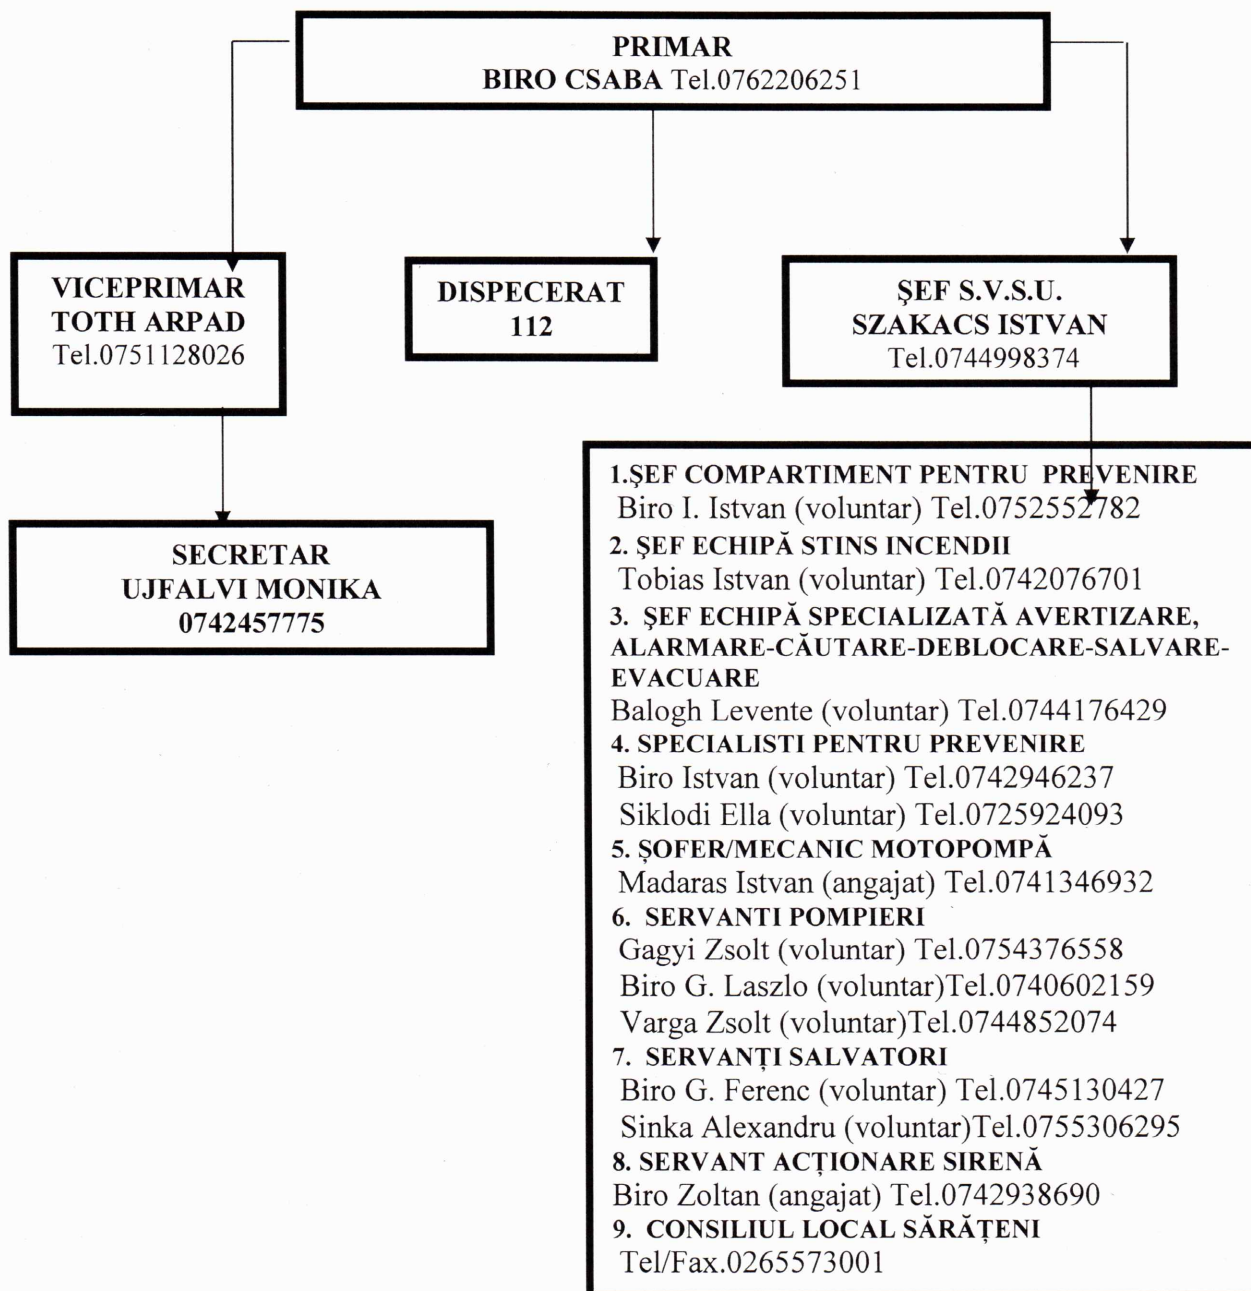 PRIMAR
BIRO CSABA Tel.0762206251
VICEPRIMAR
TOTH ARPAD
Tel.0751128026
DISPECERAT
112
ŞEF S.V.S.U.
SZAKACS ISTVAN
Tel.0744998374
SECRETAR
UJFALVI MONIKA
0742457775
1.ŞEF COMPARTIMENT PENTRU PREVENIRE
Biro I. Istvan (voluntar) Tel.0752552782
2. ŞEF ECHIPĂ STINS INCENDII
Tobias Istvan (voluntar) Tel.0742076701
3. ŞEF ECHIPĂ SPECIALIZATĂ AVERTIZARE,
ALARMARE-CĂUTARE-DEBLOCARE-SALVARE-
EVACUARE
Balogh Levente (voluntar) Tel.0744176429
4. SPECIALISTI PENTRU PREVENIRE
Biro Istvan (voluntar) Tel.0742946237
Siklodi Ella (voluntar) Tel.0725924093
5. ȘOFER/MECANIC MOTOPOMPĂ
Madaras Istvan (angajat) Tel.0741346932
6. SERVANTI POMPIERI
Gagyi Zsolt (voluntar) Tel.0754376558
Biro G. Laszlo (voluntar)Tel.0740602159
Varga Zsolt (voluntar)Tel.0744852074
7. SERVANȚI SALVATORI
Biro G. Ferenc (voluntar) Tel.0745130427
Sinka Alexandru (voluntar)Tel.0755306295
8. SERVANT ACȚIONARE SIRENĂ
Biro Zoltan (angajat) Tel.0742938690
9. CONSILIUL LOCAL SĂRĂȚENI
Tel/Fax.0265573001